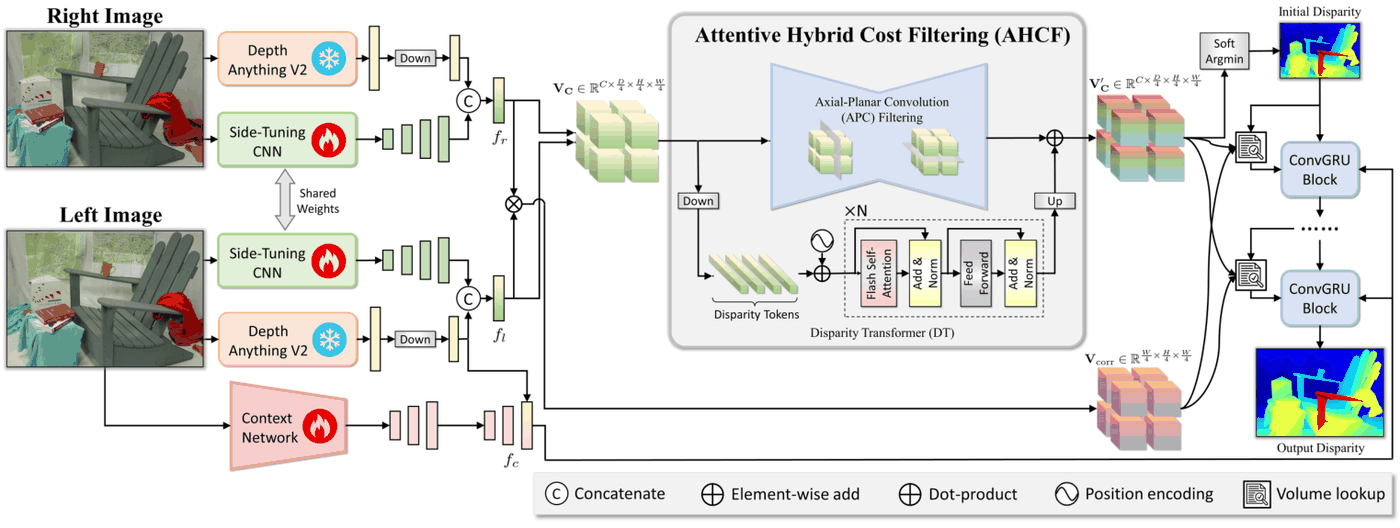 Right Image
Depth
Anything V2
Down
C
f_r
Side-Tuning
CNN
Shared
Weights
Left Image
Side-Tuning
CNN
C
f_l
Depth
Anything V2
Down
Context
Network
f_c
V_C ∈ ℝ^{C×D/4×H/4×W/4}
Attentive Hybrid Cost Filtering (AHCF)
Axial-Planar Convolution
(APC) Filtering
Down
Up
×N
Flash Self-
Attention
Add &
Norm
Feed
Forward
Add &
Norm
Disparity Tokens
Disparity Transformer (DT)
V'_C ∈ ℝ^{C×D/4×H/4×W/4}
V_corr ∈ ℝ^{W/4×H/4×W/4}
Soft
Argmin
Initial Disparity
ConvGRU
Block
······
ConvGRU
Block
Output Disparity
C Concatenate
Element-wise add
Dot-product
Position encoding
Volume lookup